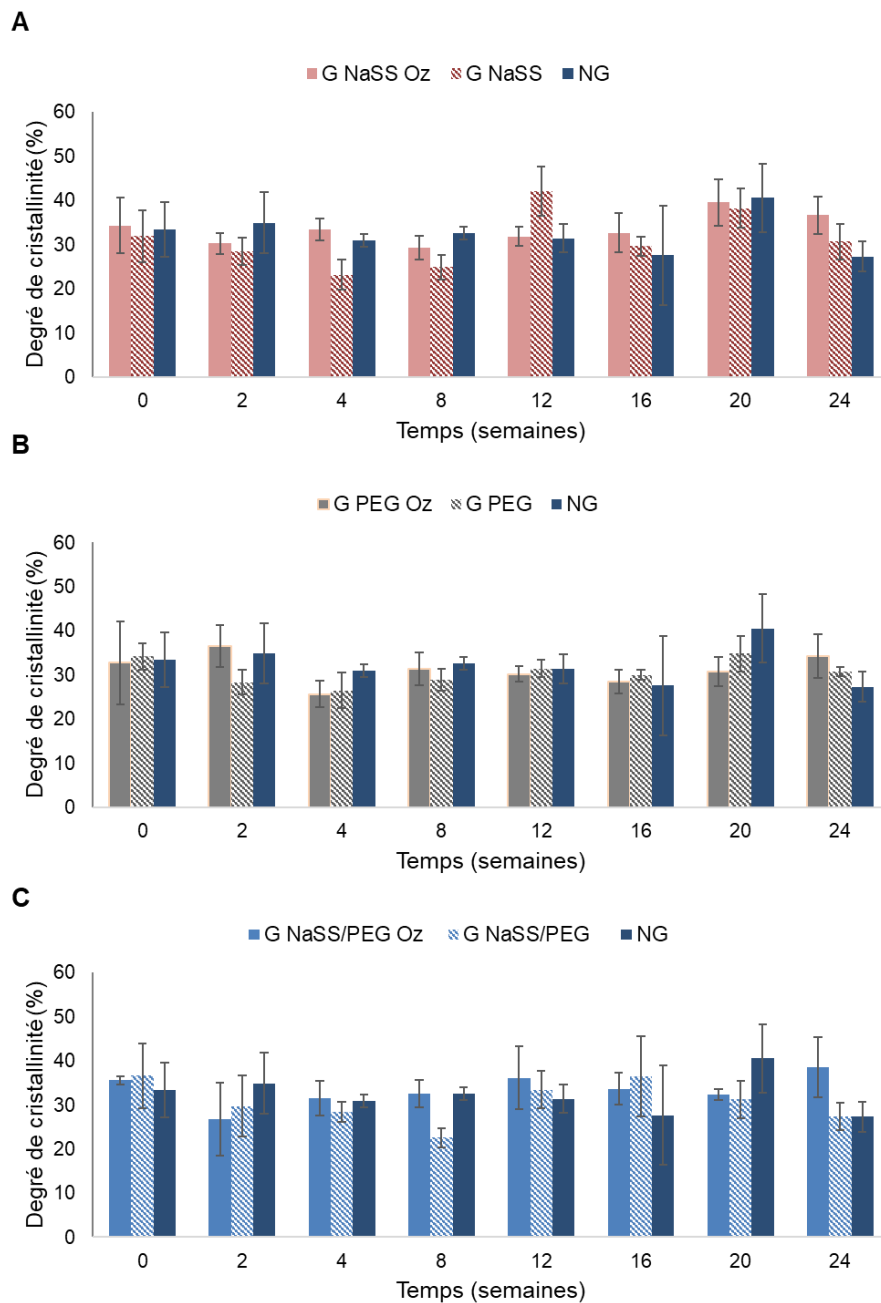 A
G NaSS Oz G NaSS NG
Degré de cristallinité (%)
60
50
40
30
20
10
0
0 2 4 8 12 16 20 24
Temps (semaines)
B
G PEG Oz G PEG NG
Degré de cristallinité (%)
60
50
40
30
20
10
0
0 2 4 8 12 16 20 24
Temps (semaines)
C
G NaSS/PEG Oz G NaSS/PEG NG
Degré de cristallinité (%)
60
50
40
30
20
10
0
0 2 4 8 12 16 20 24
Temps (semaines)